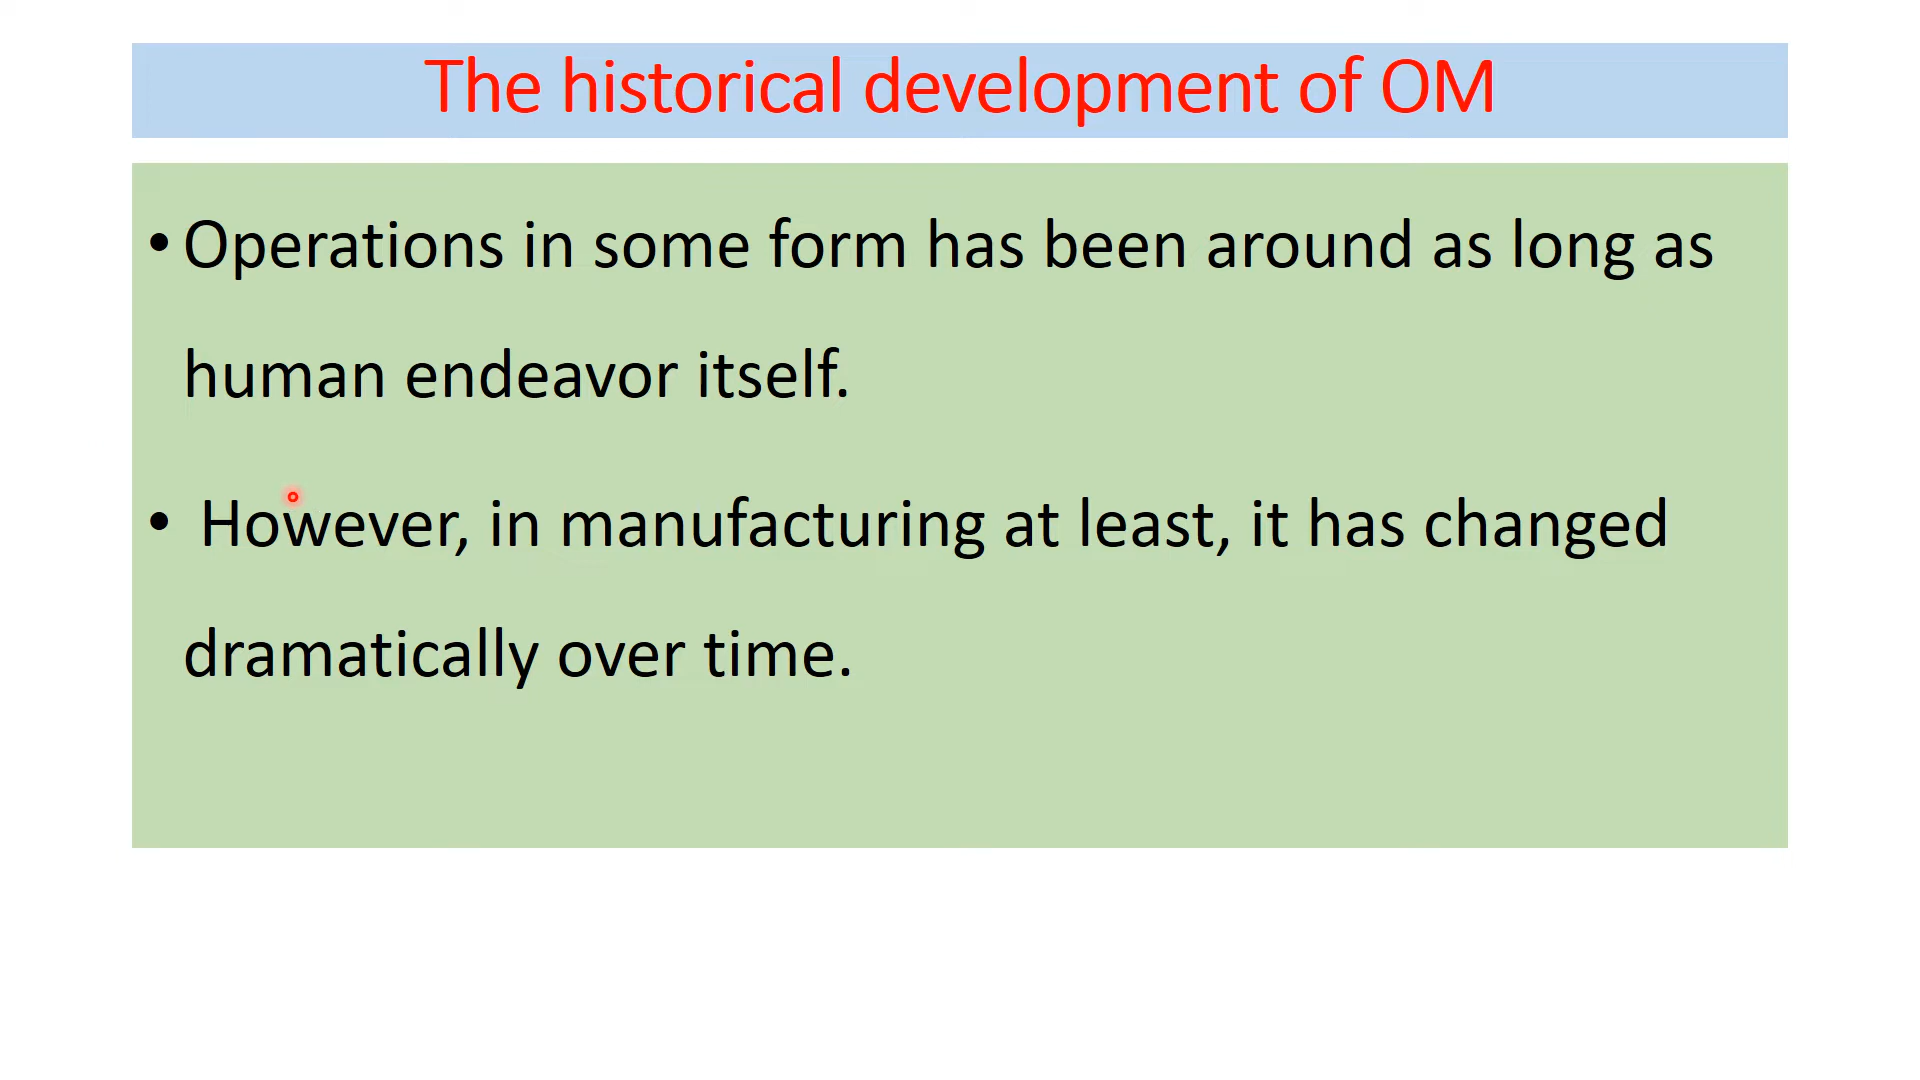 The historical development of OM
• Operations in some form has been around as long as
human endeavor itself.
• However, in manufacturing at least, it has changed
dramatically over time.